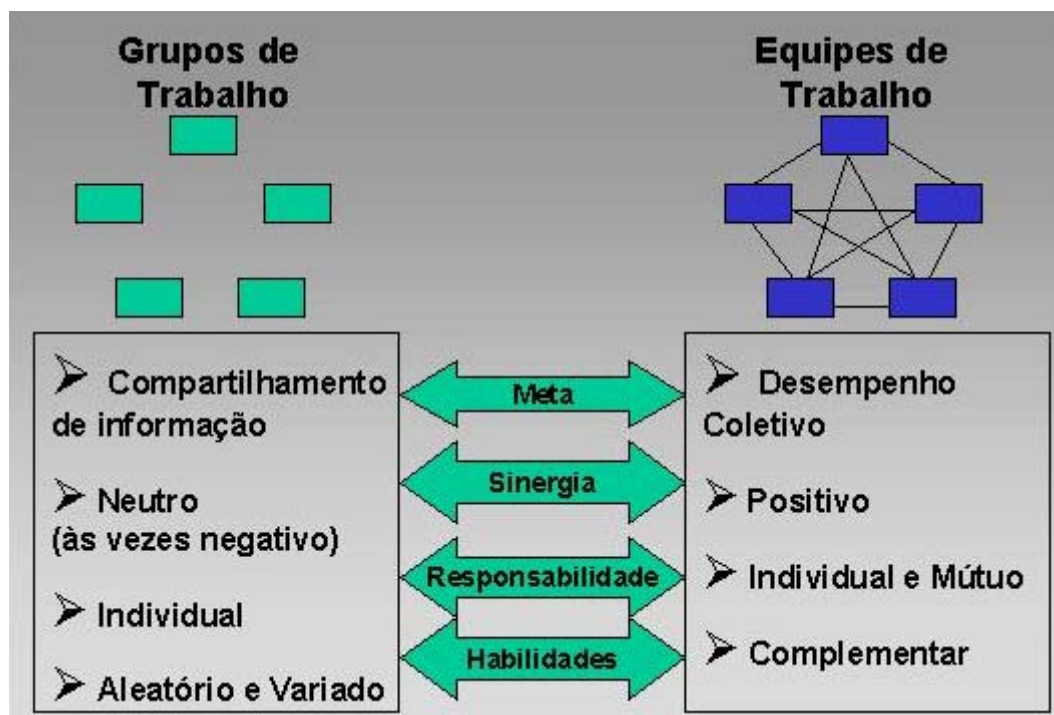 Grupos de
Trabalho
Equipes de
Trabalho
Compartilhamento
de informação
Neutro
(às vezes negativo)
Individual
Aleatório e Variado
Meta
Sinergia
Responsabilidade
Habilidades
Desempenho
Coletivo
Positivo
Individual e Mútuo
Complementar